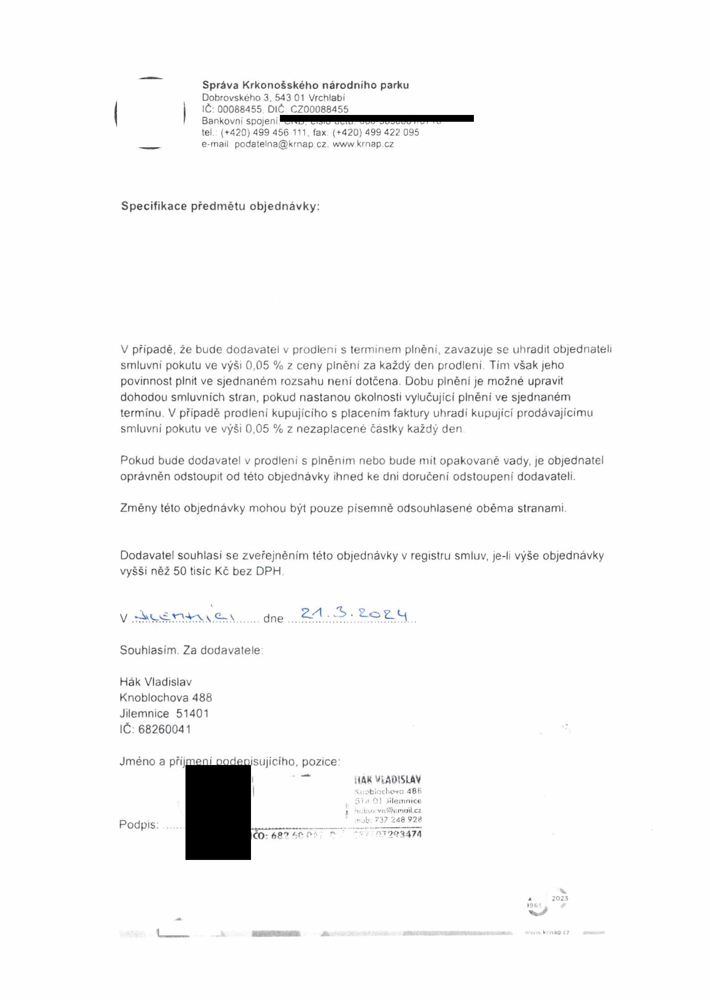 Správa Krkonošského národního parku
Dobrovského 3, 543 01 Vrchlabí
IČ: 00088455, DIČ: CZ00088455
Bankovní spojení:
tel.: (+420) 499 456 111, fax: (+420) 499 422 095
e-mail: podatelna@krnap.cz, www.krnap.cz
Specifikace předmětu objednávky:
V případě, že bude dodavatel v prodlení s termínem plnění, zavazuje se uhradit objednateli
smluvní pokutu ve výši 0,05 % z ceny plnění za každý den prodlení. Tím však jeho
povinnost plnit ve sjednaném rozsahu není dotčena. Dobu plnění je možné upravit
dohodou smluvních stran, pokud nastanou okolnosti vylučující plnění ve sjednaném
termínu. V případě prodlení kupujícího s placením faktury uhradí kupující prodávajícímu
smluvní pokutu ve výši 0,05 % z nezaplacené částky každý den.
Pokud bude dodavatel v prodlení s plněním nebo bude mít opakované vady, je objednatel
oprávněn odstoupit od této objednávky ihned ke dni doručení odstoupení dodavateli.
Změny této objednávky mohou být pouze písemně odsouhlasené oběma stranami.
Dodavatel souhlasí se zveřejněním této objednávky v registru smluv, je-li výše objednávky
vyšší něž 50 tisíc Kč bez DPH.
V JILEMNICI dne 21.3.2024
Souhlasím. Za dodavatele:
Hák Vladislav
Knoblochova 488
Jilemnice 51401
IČ: 68260041
Jméno a příjmení podepisujícího, pozice:
HÁK VLADISLAV
Knoblochova 488
514 01 Jilemnice
hakservis@email.cz
mob: 737 248 928
Podpis:
1963
2023
www.krnap.cz